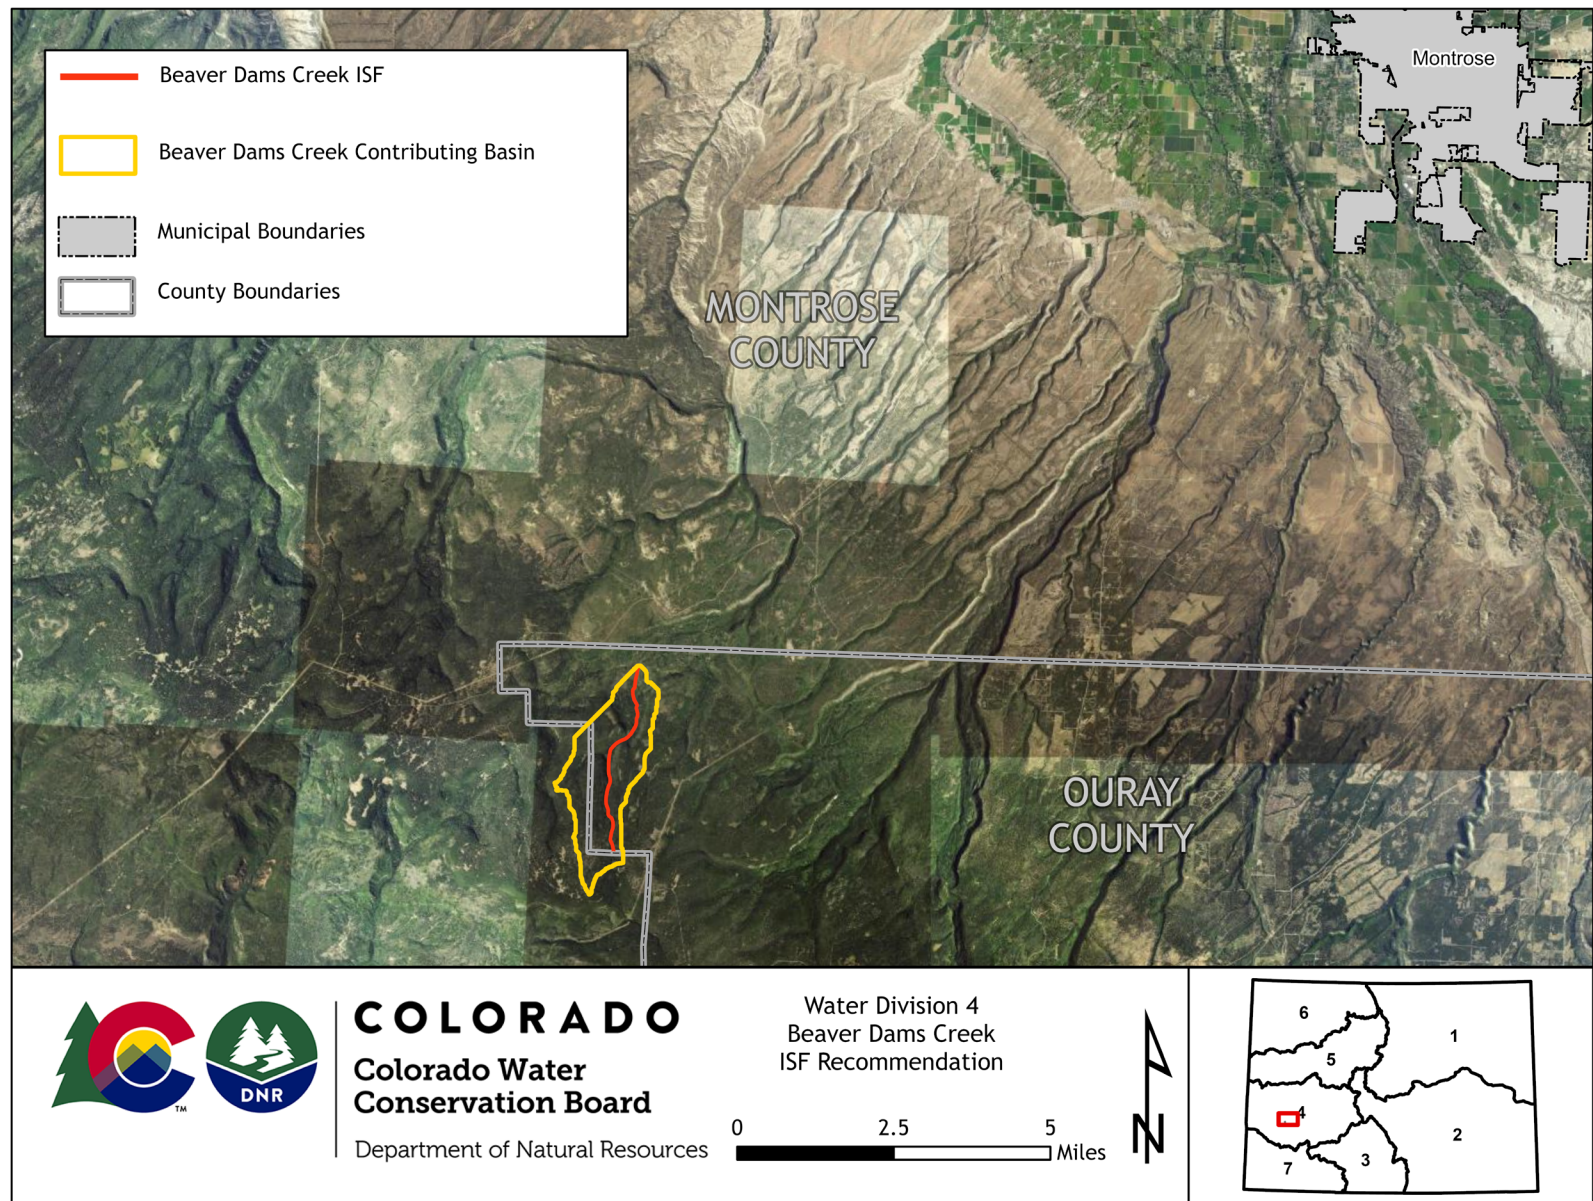 Beaver Dams Creek ISF
Beaver Dams Creek Contributing Basin
Municipal Boundaries
County Boundaries
Montrose
MONTROSE
COUNTY
OURAY
COUNTY
TM
DNR
COLORADO
Colorado Water
Conservation Board
Department of Natural Resources
Water Division 4
Beaver Dams Creek
ISF Recommendation
0 2.5 5
Miles
N
6
1
5
4
2
3
7